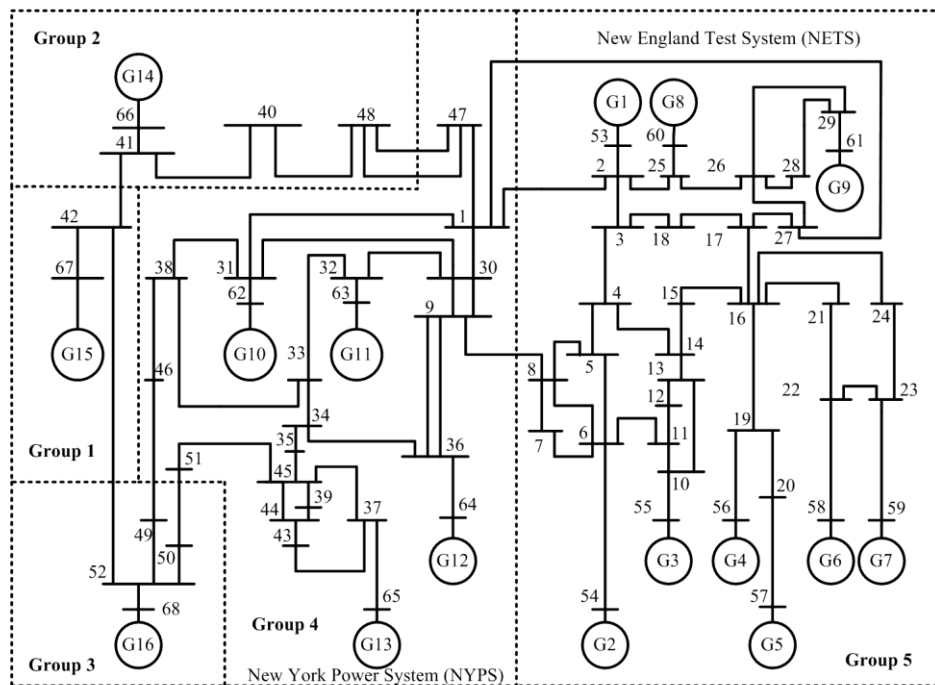 Group 2
New England Test System (NETS)
G14
66
41
40
48
47
G1
G8
53
60
2
25
26
28
29
61
G9
42
1
3
18
17
27
67
38
31
62
32
63
30
9
4
15
16
21
24
G15
G10
G11
33
46
8
5
14
13
12
22
23
34
35
36
7
6
11
19
Group 1
51
45
10
20
44
39
37
64
55
56
58
59
43
49
50
G12
G3
G4
G6
G7
52
68
65
54
57
G16
Group 4
G13
G2
G5
Group 3
New York Power System (NYPS)
Group 5